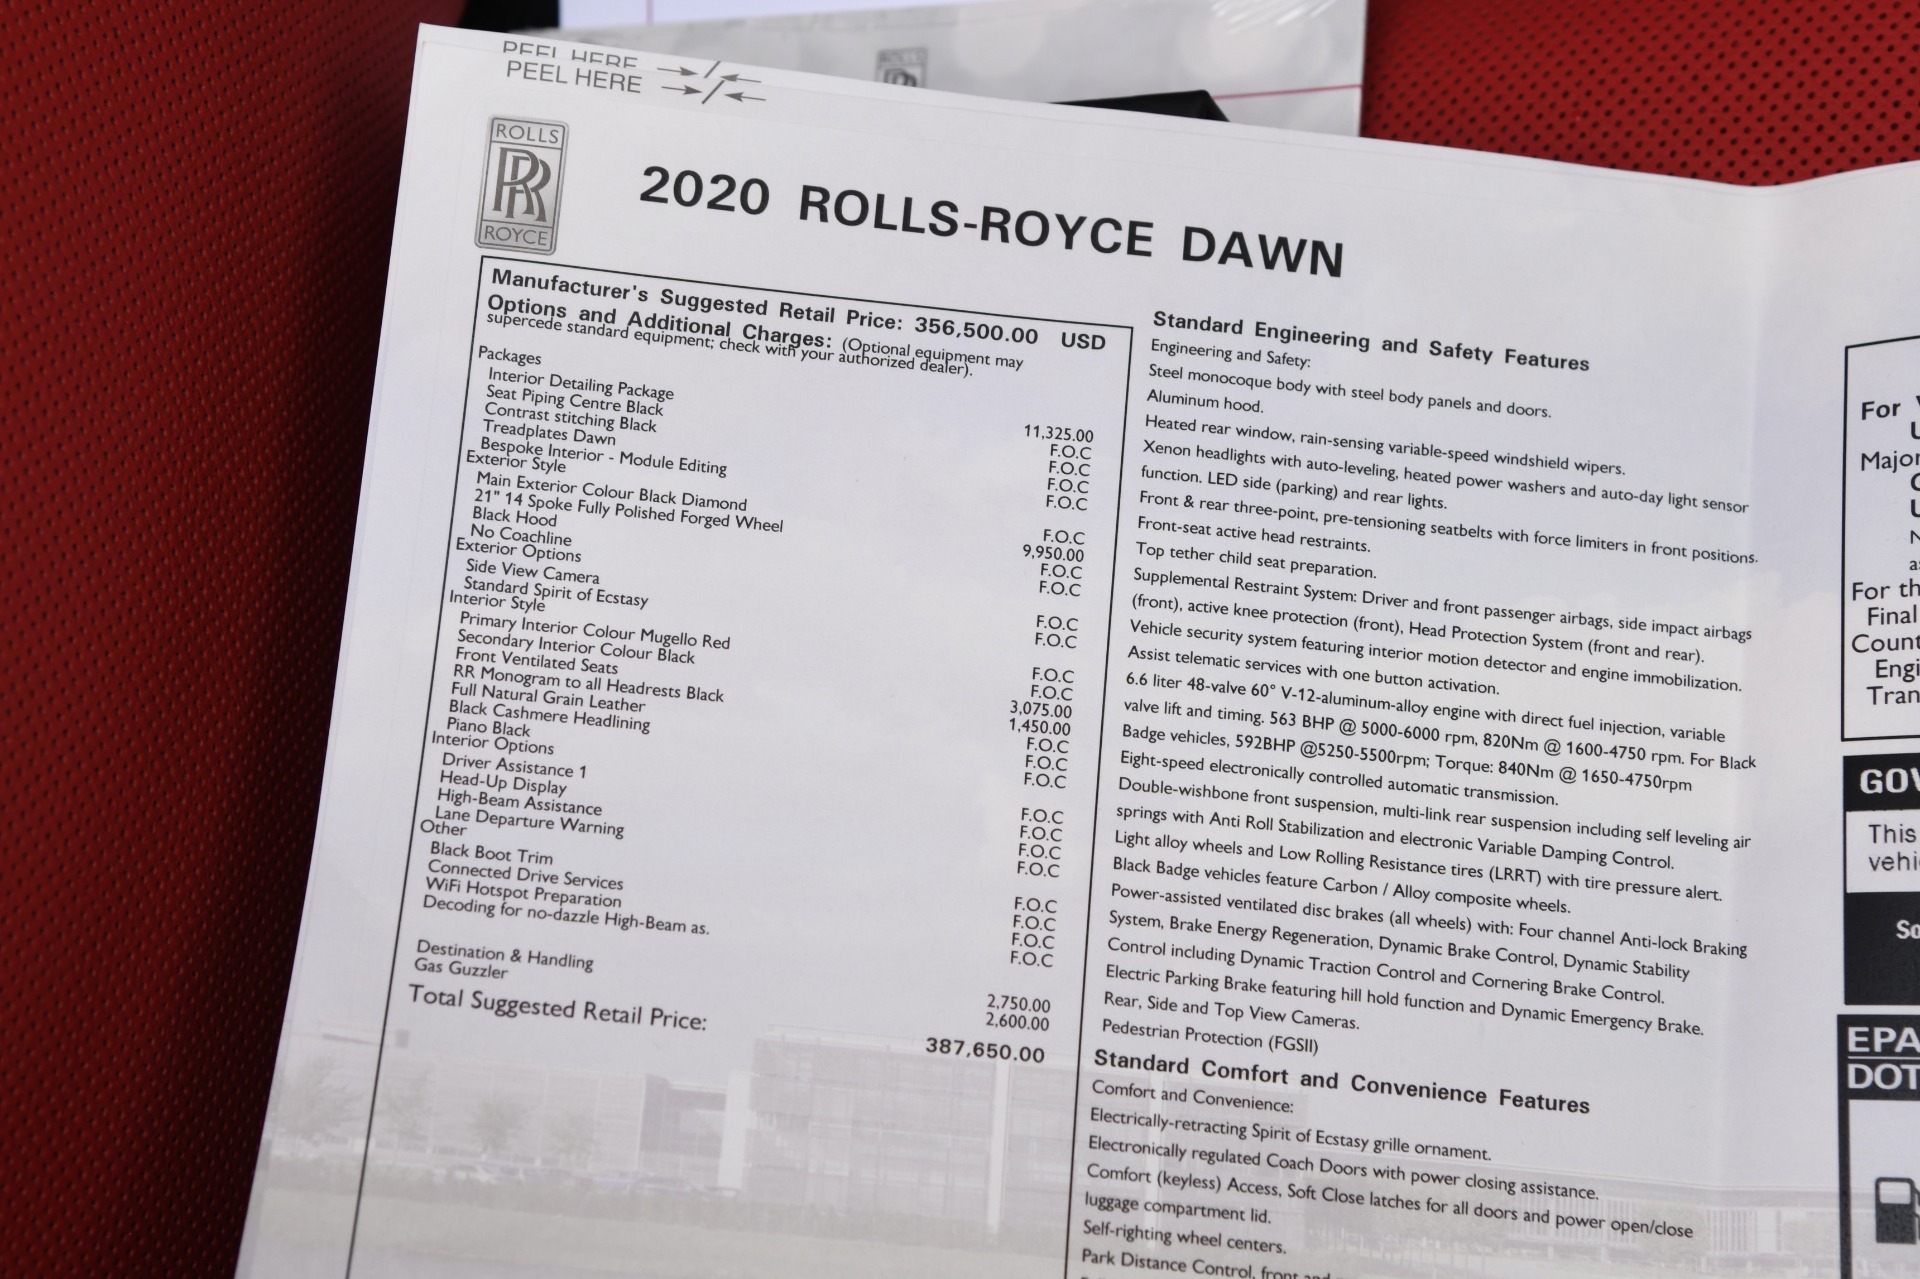 PEEL HERE
PEEL HERE
ROLLS
RR
ROYCE
2020 ROLLS-ROYCE DAWN
Manufacturer's Suggested Retail Price: 356,500.00 USD
Options and Additional Charges: (Optional equipment may
supercede standard equipment; check with your authorized dealer).
Packages
Interior Detailing Package 11,325.00
Seat Piping Centre Black F.O.C
Contrast stitching Black F.O.C
Treadplates Dawn F.O.C
Bespoke Interior - Module Editing F.O.C
Exterior Style
Main Exterior Colour Black Diamond F.O.C
21" 14 Spoke Fully Polished Forged Wheel 9,950.00
Black Hood F.O.C
No Coachline F.O.C
Exterior Options
Side View Camera F.O.C
Standard Spirit of Ecstasy F.O.C
Interior Style
Primary Interior Colour Mugello Red F.O.C
Secondary Interior Colour Black F.O.C
Front Ventilated Seats 3,075.00
RR Monogram to all Headrests Black 1,450.00
Full Natural Grain Leather F.O.C
Black Cashmere Headlining F.O.C
Piano Black F.O.C
Interior Options
Driver Assistance 1 F.O.C
Head-Up Display F.O.C
High-Beam Assistance F.O.C
Lane Departure Warning F.O.C
Other
Black Boot Trim F.O.C
Connected Drive Services F.O.C
WiFi Hotspot Preparation F.O.C
Decoding for no-dazzle High-Beam as. F.O.C
Destination & Handling 2,750.00
Gas Guzzler 2,600.00
Total Suggested Retail Price: 387,650.00
Standard Engineering and Safety Features
Engineering and Safety:
Steel monocoque body with steel body panels and doors.
Aluminum hood.
Heated rear window, rain-sensing variable-speed windshield wipers.
Xenon headlights with auto-leveling, heated power washers and auto-day light sensor
function. LED side (parking) and rear lights.
Front & rear three-point, pre-tensioning seatbelts with force limiters in front positions.
Front-seat active head restraints.
Top tether child seat preparation.
Supplemental Restraint System: Driver and front passenger airbags, side impact airbags
(front), active knee protection (front), Head Protection System (front and rear).
Vehicle security system featuring interior motion detector and engine immobilization.
Assist telematic services with one button activation.
6.6 liter 48-valve 60° V-12-aluminum-alloy engine with direct fuel injection, variable
valve lift and timing. 563 BHP @ 5000-6000 rpm, 820Nm @ 1600-4750 rpm. For Black
Badge vehicles, 592BHP @5250-5500rpm; Torque: 840Nm @ 1650-4750rpm
Eight-speed electronically controlled automatic transmission.
Double-wishbone front suspension, multi-link rear suspension including self leveling air
springs with Anti Roll Stabilization and electronic Variable Damping Control.
Light alloy wheels and Low Rolling Resistance tires (LRRT) with tire pressure alert.
Black Badge vehicles feature Carbon / Alloy composite wheels.
Power-assisted ventilated disc brakes (all wheels) with: Four channel Anti-lock Braking
System, Brake Energy Regeneration, Dynamic Brake Control, Dynamic Stability
Control including Dynamic Traction Control and Cornering Brake Control.
Electric Parking Brake featuring hill hold function and Dynamic Emergency Brake.
Rear, Side and Top View Cameras.
Pedestrian Protection (FGSII)
Standard Comfort and Convenience Features
Comfort and Convenience:
Electrically-retracting Spirit of Ecstasy grille ornament.
Electronically regulated Coach Doors with power closing assistance.
Comfort (keyless) Access, Soft Close latches for all doors and power open/close
luggage compartment lid.
Self-righting wheel centers.
Park Distance Control, front and
For
Major
For th
Final
Count
Engi
Tran
GOV
This
vehi
So
EPA
DOT